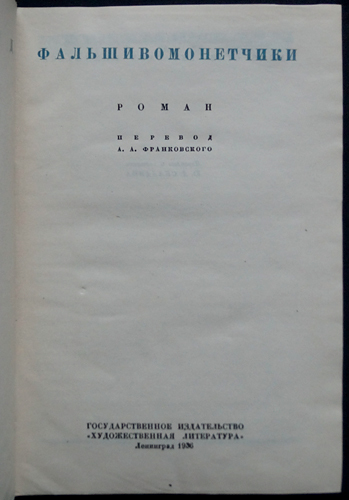 ФАЛЬШИВОМОНЕТЧИКИ
РОМАН
ПЕРЕВОД
А. А. ФРАНКОВСКОГО
ГОСУДАРСТВЕННОЕ ИЗДАТЕЛЬСТВО
«ХУДОЖЕСТВЕННАЯ ЛИТЕРАТУРА»
Ленинград 1936